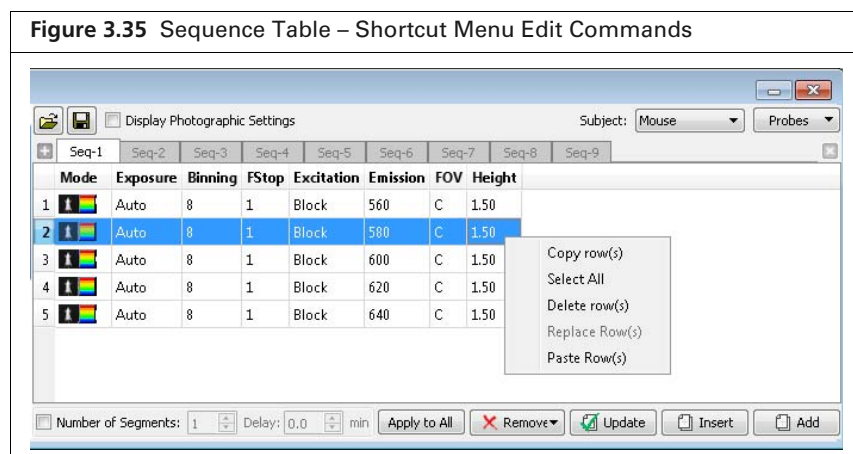 Figure 3.35 Sequence Table – Shortcut Menu Edit Commands
Display Photographic Settings Subject: Mouse Probes
Seq-1 Seq-2 Seq-3 Seq-4 Seq-5 Seq-6 Seq-7 Seq-8 Seq-9
Mode Exposure Binning FStop Excitation Emission FOV Height
1 Auto 8 1 Block 560 C 1.50
2 Auto 8 1 Block 580 C 1.50
3 Auto 8 1 Block 600 C 1.50
4 Auto 8 1 Block 620 C 1.50
5 Auto 8 1 Block 640 C 1.50
Copy row(s)
Select All
Delete row(s)
Replace Row(s)
Paste Row(s)
Number of Segments: 1 Delay: 0.0 min Apply to All Remove Update Insert Add